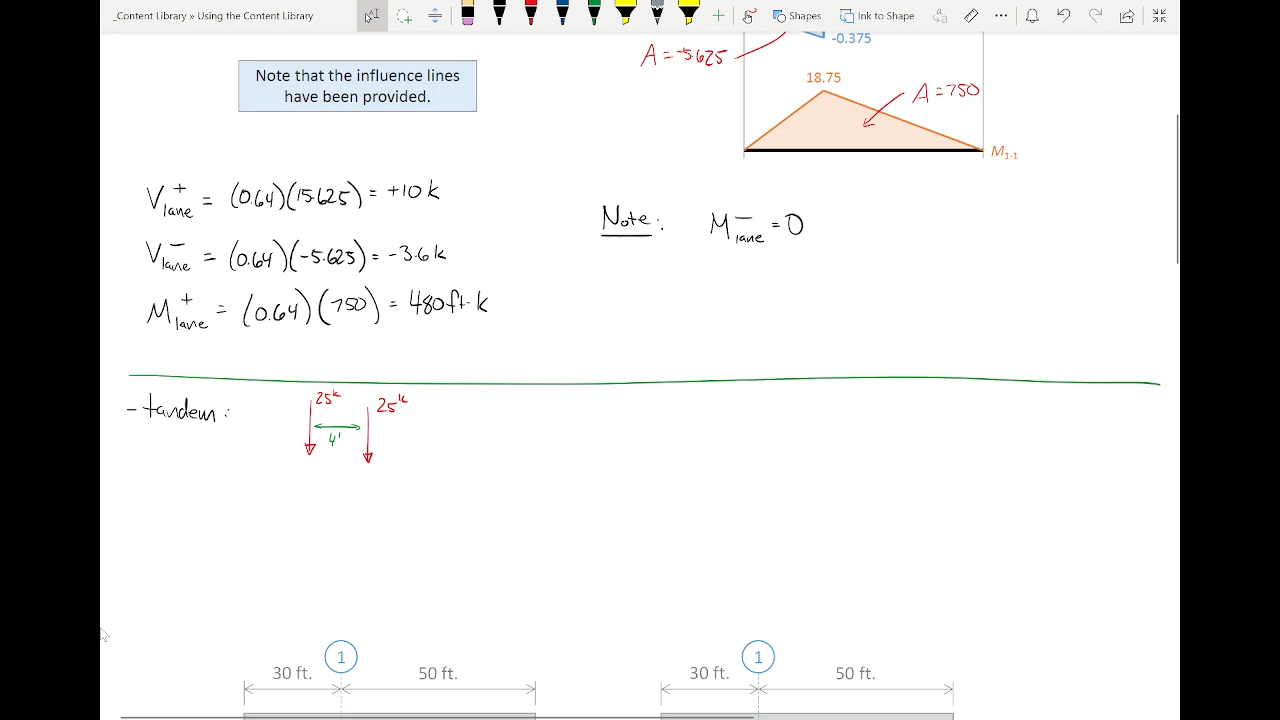 _Content Library » Using the Content Library
Shapes
Ink to Shape
-0.375
A = -5.625
Note that the influence lines
have been provided.
18.75
A = 750
M1-1
V+lane = (0.64)(15.625) = +10 k
Note: M−lane = 0
V−lane = (0.64)(-5.625) = -3.6 k
M+lane = (0.64)(750) = 480 ft·k
- tandem:
25k
25k
4'
1
1
30 ft.
50 ft.
30 ft.
50 ft.